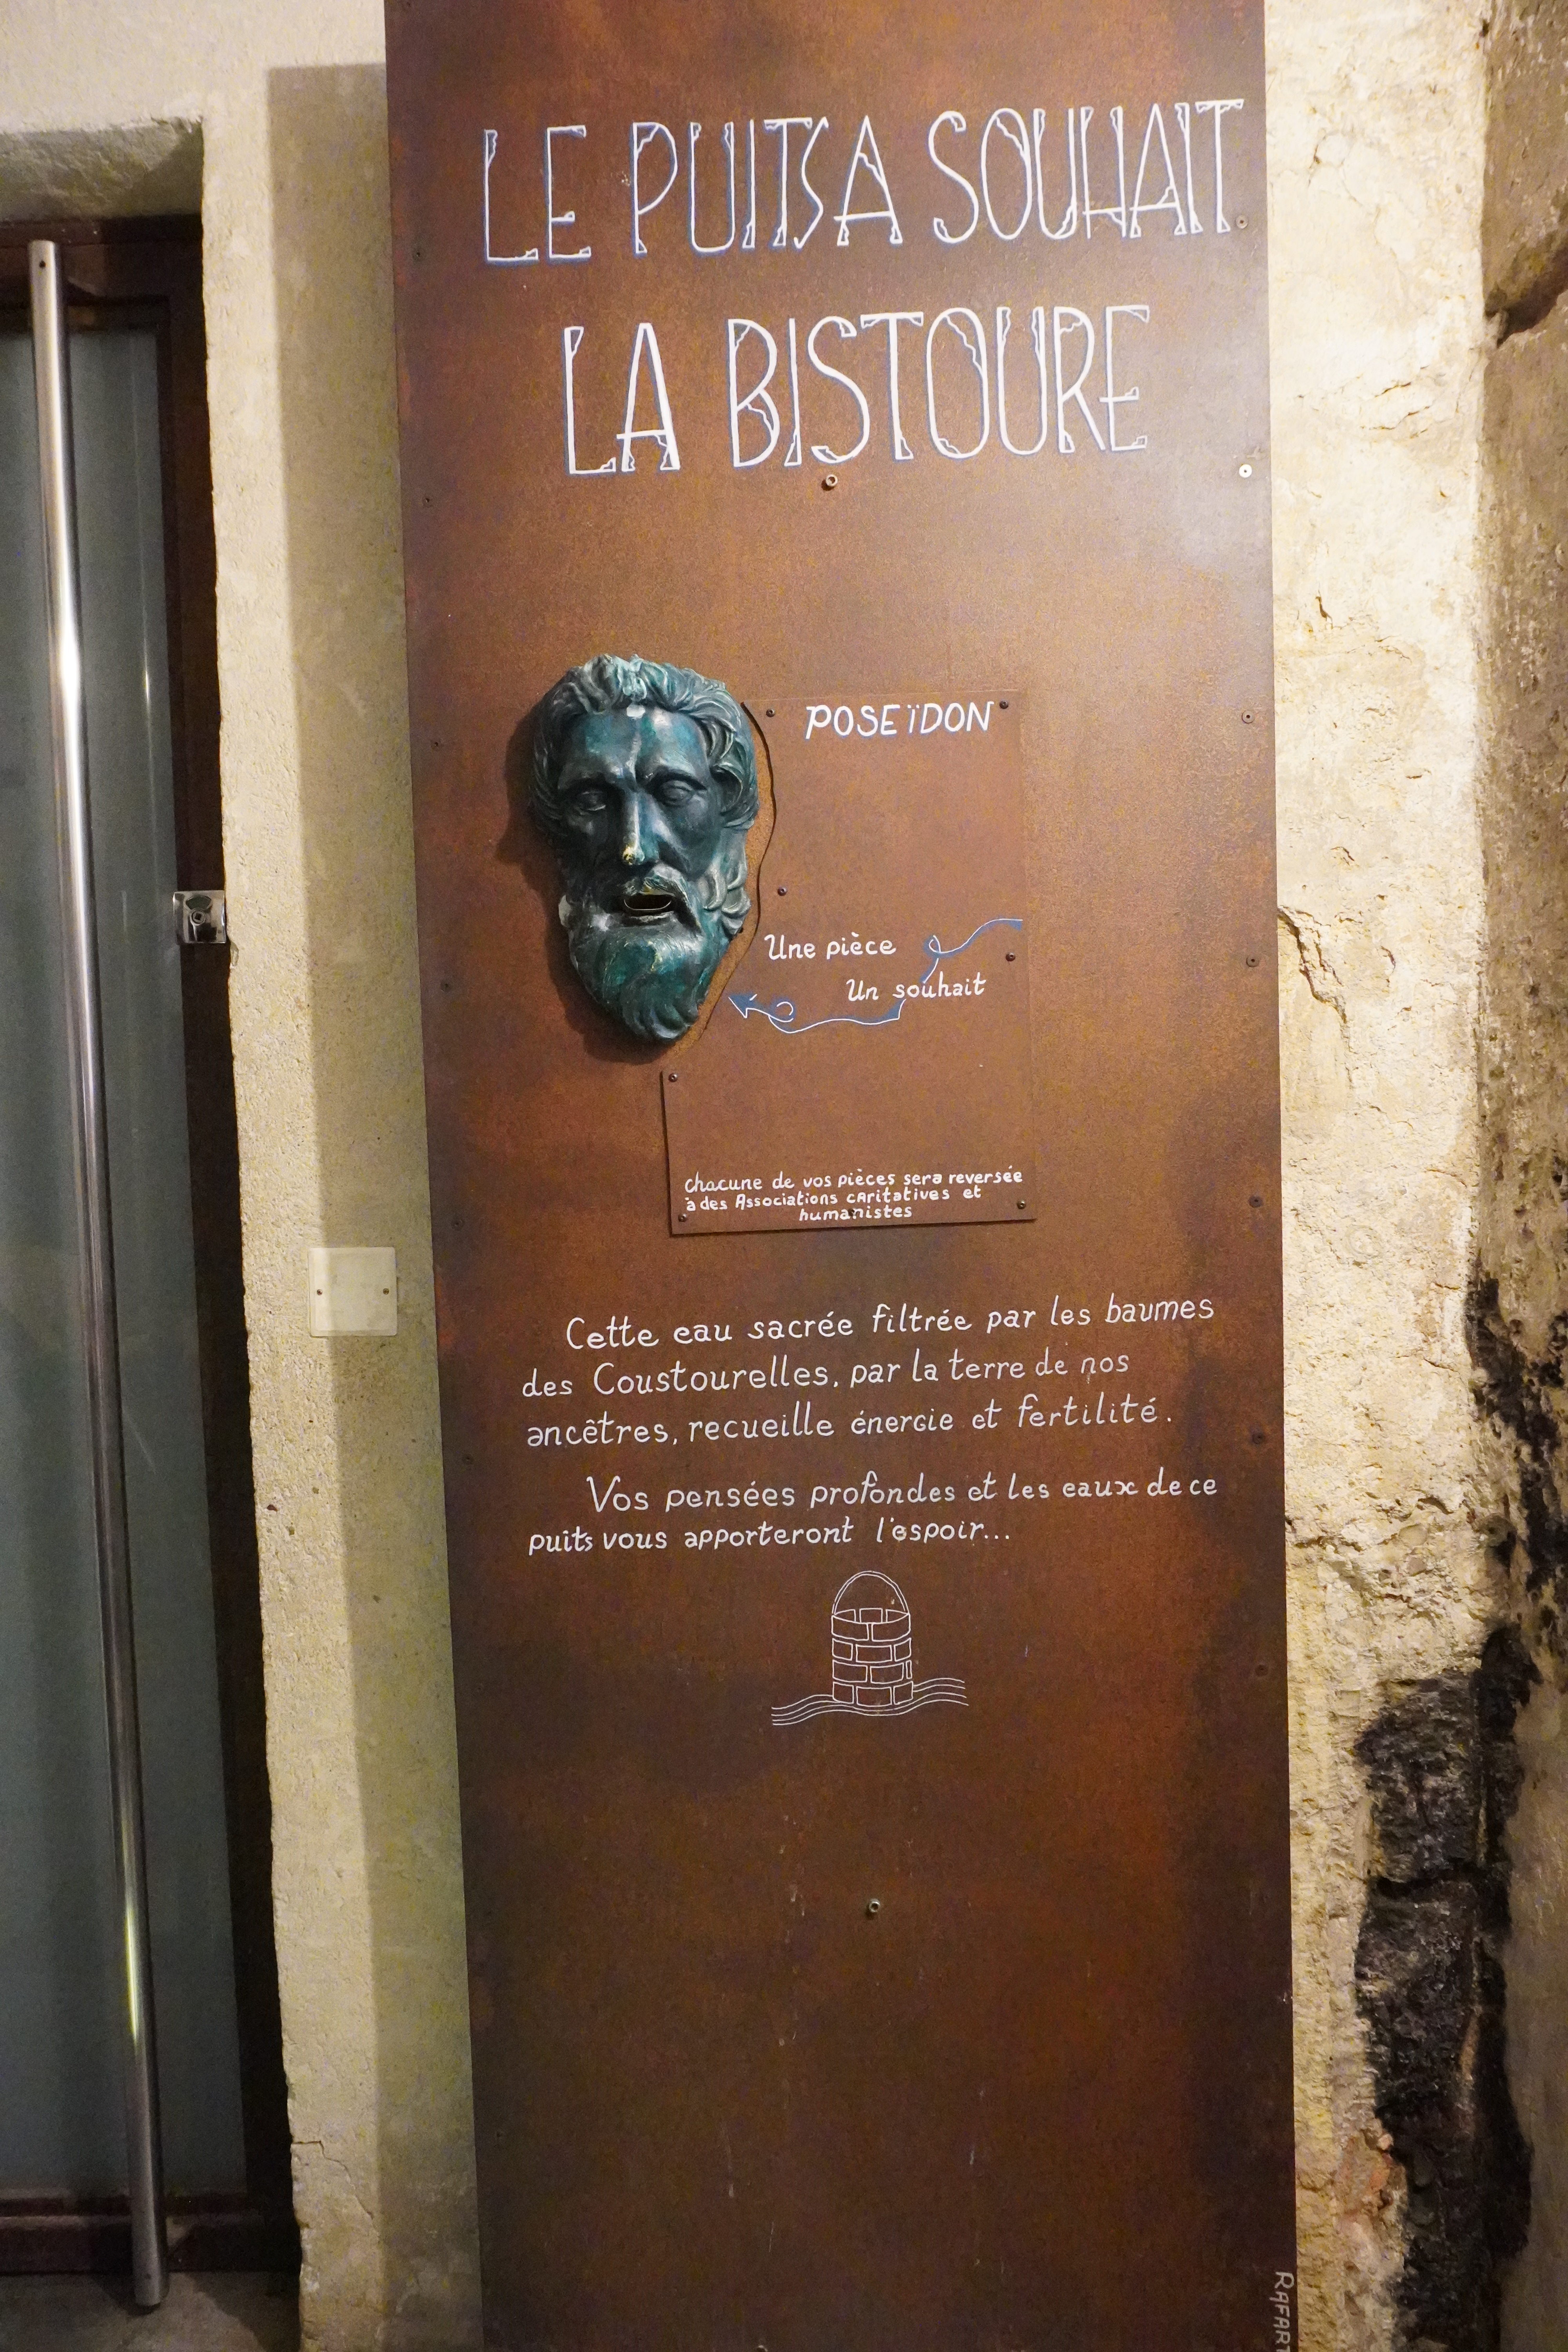 LE PUITS A SOUHAIT
LA BISTOURE
POSEÏDON
Une pièce
Un souhait
chacune de vos pièces sera reversée
à des Associations caritatives et
humanistes
Cette eau sacrée filtrée par les baumes
des Coustourelles, par la terre de nos
ancêtres, recueille énergie et fertilité.
Vos pensées profondes et les eaux de ce
puits vous apporteront l'espoir...
RAFART